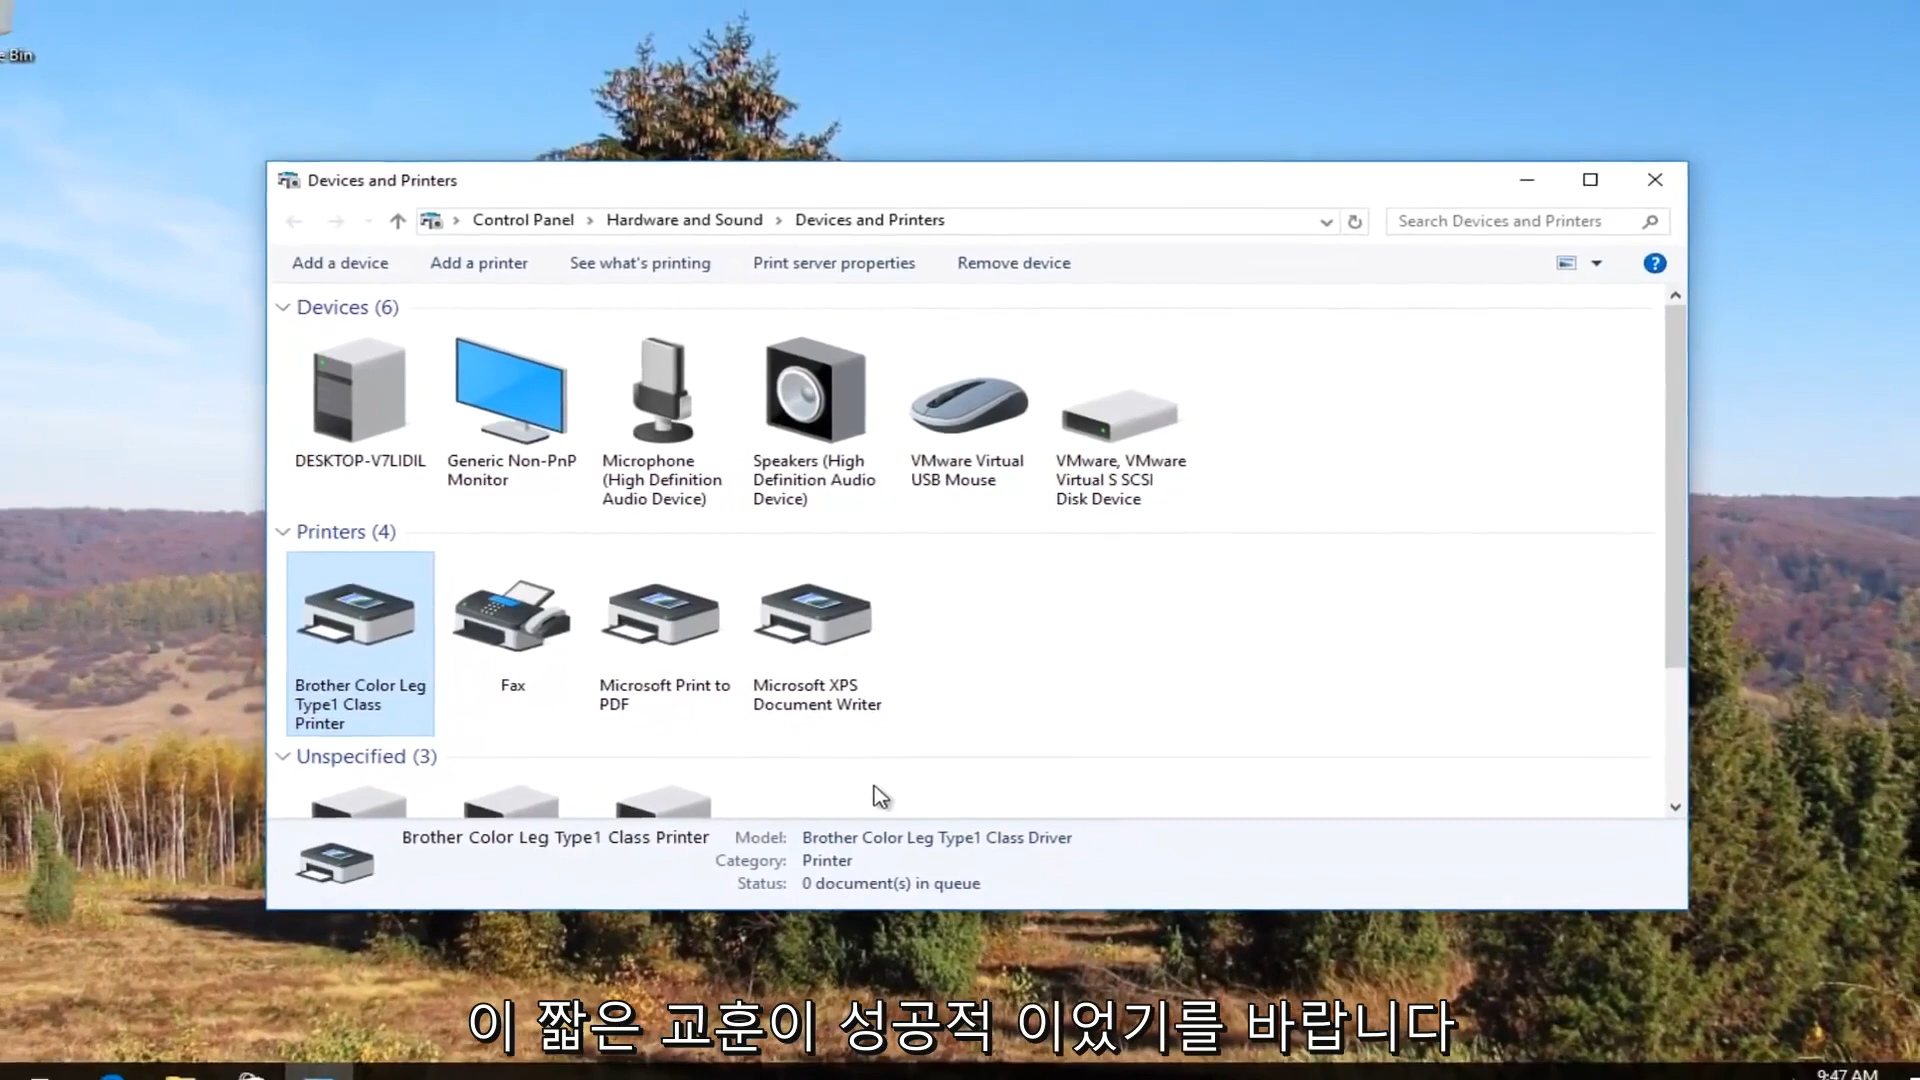 e Bin
Devices and Printers
Control Panel > Hardware and Sound > Devices and Printers
Search Devices and Printers
Add a device Add a printer See what's printing Print server properties Remove device
?
Devices (6)
DESKTOP-V7LIDIL
Generic Non-PnP
Monitor
Microphone
(High Definition
Audio Device)
Speakers (High
Definition Audio
Device)
VMware Virtual
USB Mouse
VMware, VMware
Virtual S SCSI
Disk Device
Printers (4)
Brother Color Leg
Type1 Class
Printer
Fax
Microsoft Print to
PDF
Microsoft XPS
Document Writer
Unspecified (3)
Brother Color Leg Type1 Class Printer
Model: Brother Color Leg Type1 Class Driver
Category: Printer
Status: 0 document(s) in queue
이 짧은 교훈이 성공적 이었기를 바랍니다
9:47 AM